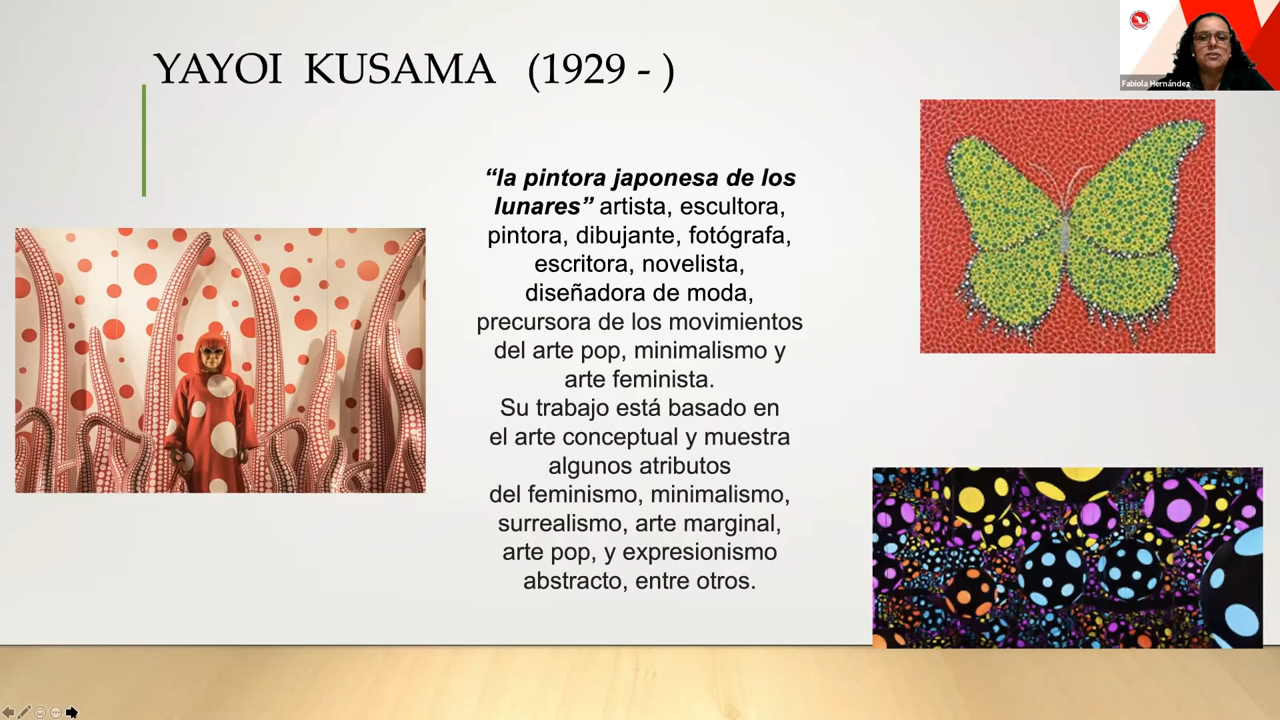 YAYOI KUSAMA (1929 - )
Fabiola Hernández
“la pintora japonesa de los
lunares” artista, escultora,
pintora, dibujante, fotógrafa,
escritora, novelista,
diseñadora de moda,
precursora de los movimientos
del arte pop, minimalismo y
arte feminista.
Su trabajo está basado en
el arte conceptual y muestra
algunos atributos
del feminismo, minimalismo,
surrealismo, arte marginal,
arte pop, y expresionismo
abstracto, entre otros.